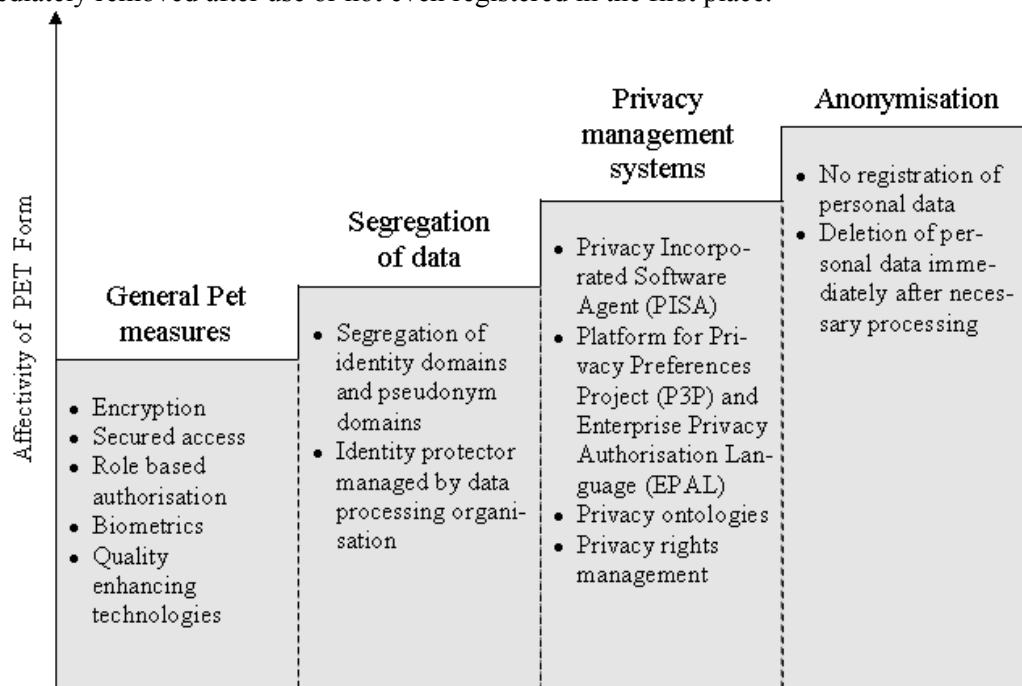 ediately removed after use or not even registered in the first place.
Affectivity of PET Form
General Pet
measures
• Encryption
• Secured access
• Role based
authorisation
• Biometrics
• Quality
enhancing
technologies
Segregation
of data
• Segregation of
identity domains
and pseudonym
domains
• Identity protector
managed by data
processing organi-
sation
Privacy
management
systems
• Privacy Incorpo-
rated Software
Agent (PISA)
• Platform for Pri-
vacy Preferences
Project (P3P) and
Enterprise Privacy
Authorisation Lan-
guage (EPAL)
• Privacy ontologies
• Privacy rights
management
Anonymisation
• No registration of
personal data
• Deletion of per-
sonal data imme-
diately after neces-
sary processing